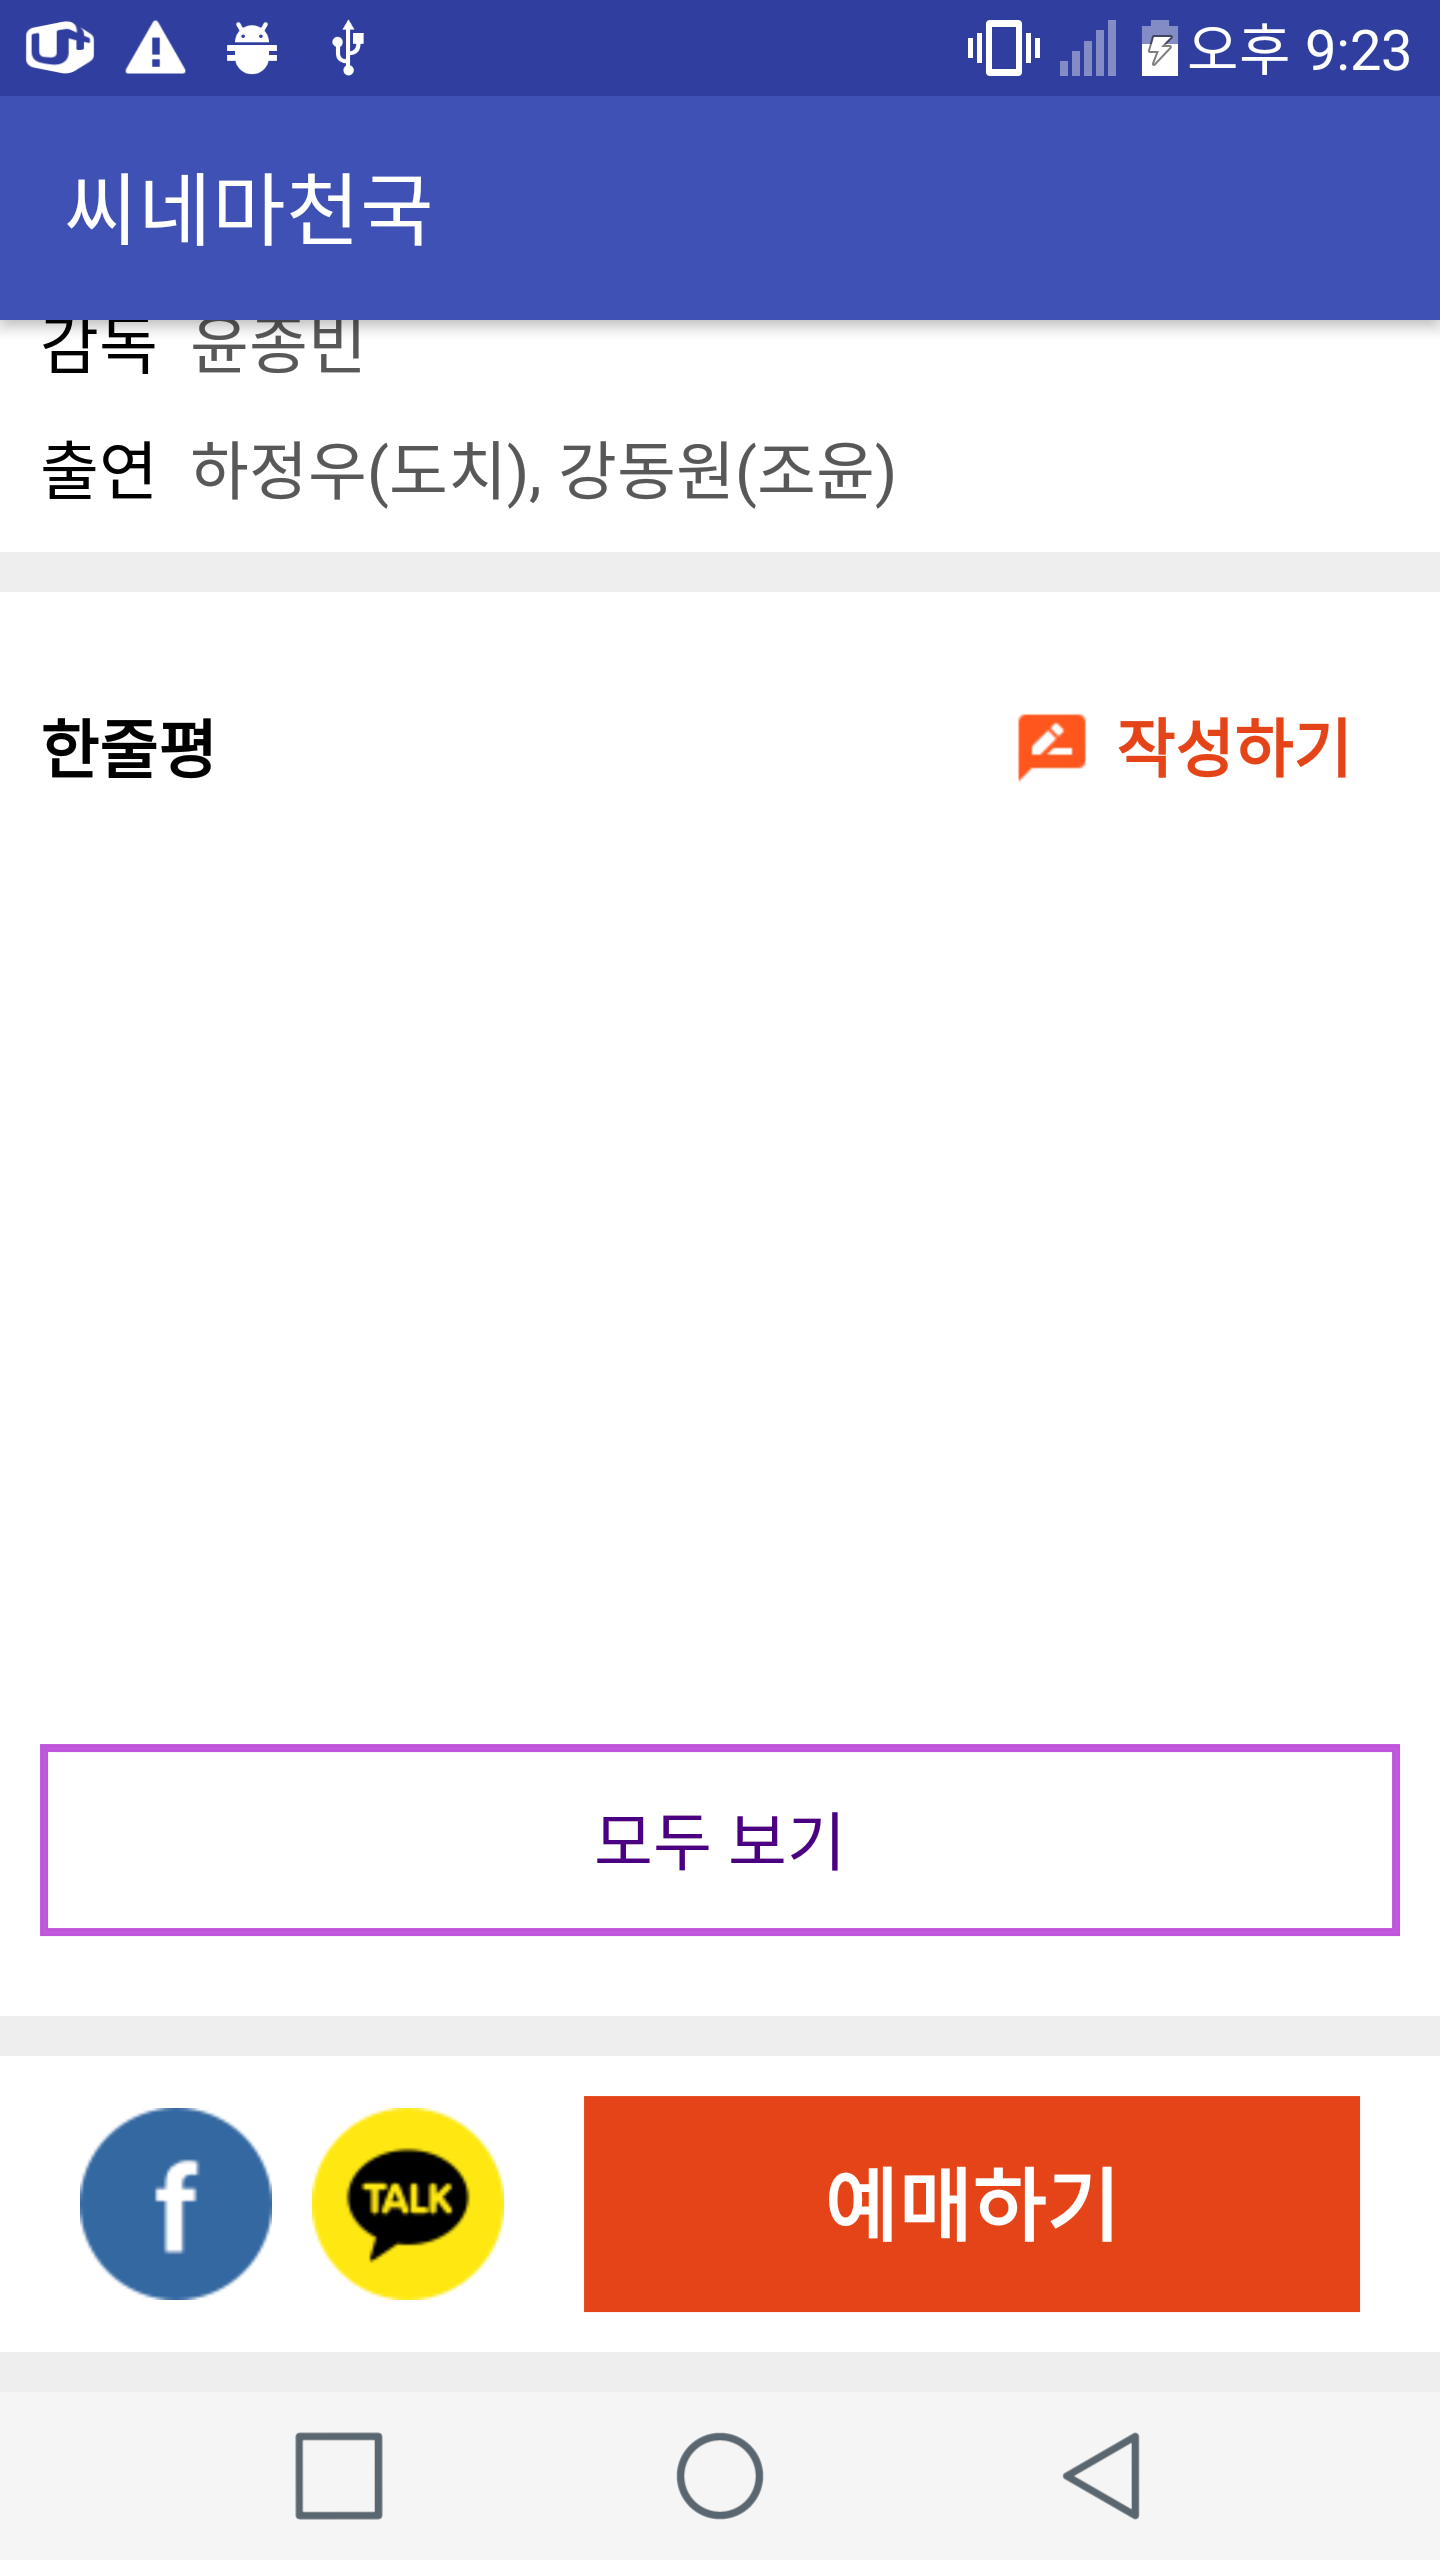 U+ 오후 9:23
씨네마천국
감독 윤종빈
출연 하정우(도치), 강동원(조윤)
한줄평 작성하기
모두 보기
f TALK 예매하기